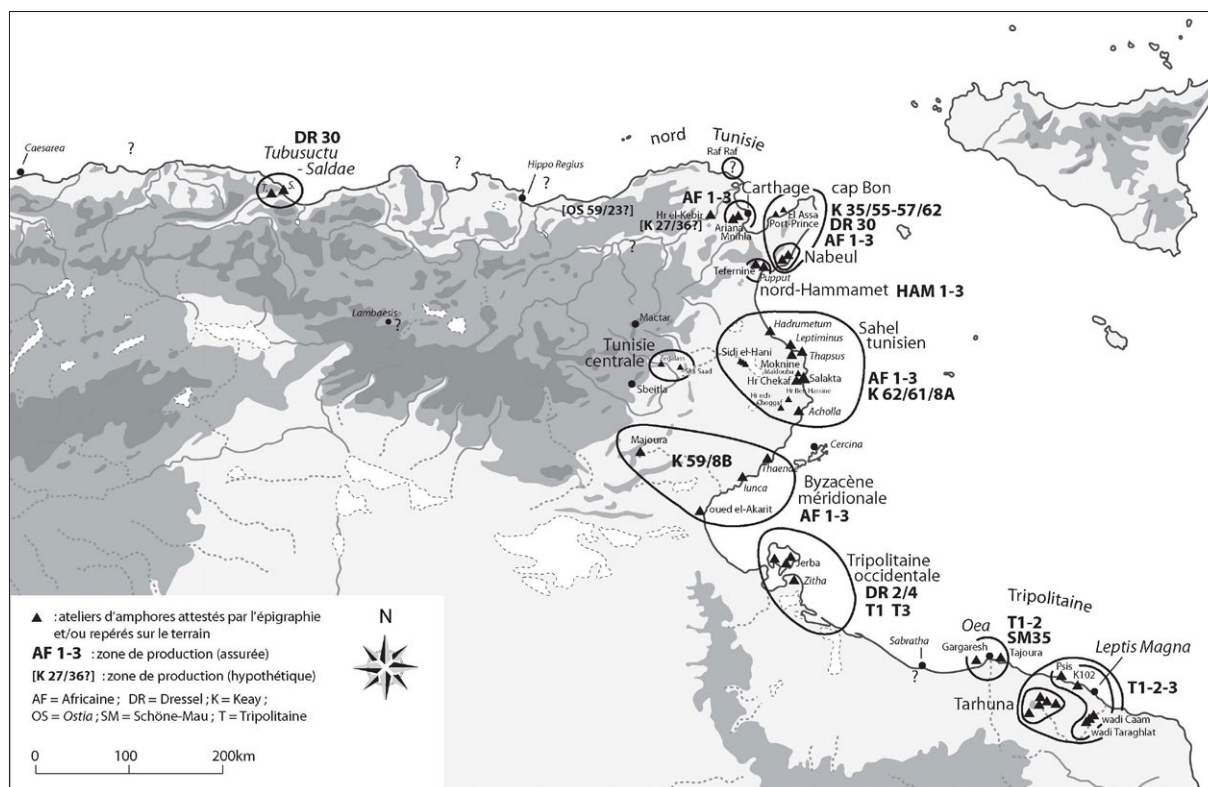 Caesarea
?
DR 30
Tubusuctu
- Saldae
T.
S.
?
Hippo Regius
?
[OS 59/23?]
nord
Tunisie
Raf Raf
?
Carthage
AF 1-3
Hr el-Kebir
[K 27/36?]
Ariana
Mnihla
?
cap Bon
K 35/55-57/62
DR 30
AF 1-3
El Assa
Port-Prince
Nabeul
Tefernine
Pupput
nord-Hammamet HAM 1-3
Lambaesis
?
Mactar
Tunisie
centrale
Sbeitla
Hadrumetum
Leptiminus
Thapsus
Sidi el-Hani
Moknine
Maklouba
Hr Chekaf
Salakta
Hr Ben Hassine
Hr ech-
Choggaf
Acholla
Sahel
tunisien
AF 1-3
K 62/61/8A
Majoura
K 59/8B
Thaenae
Iunca
oued el-Akarit
Cercina
Byzacène
méridionale
AF 1-3
Jerba
Zitha
Tripolitaine
occidentale
DR 2/4
T1 T3
Sabratha
?
Tripolitaine
Oea
T1-2
SM35
Gargaresh
Tajoura
Leptis Magna
Psis
K102
T1-2-3
Tarhuna
wadi Caam
wadi Taraghlat
▲ : ateliers d'amphores attestés par l'épigraphie
et/ou repérés sur le terrain
AF 1-3 : zone de production (assurée)
[K 27/36?] : zone de production (hypothétique)
AF = Africaine ; DR = Dressel ; K = Keay ;
OS = Ostia ; SM = Schöne-Mau ; T = Tripolitaine
N
0 100 200km